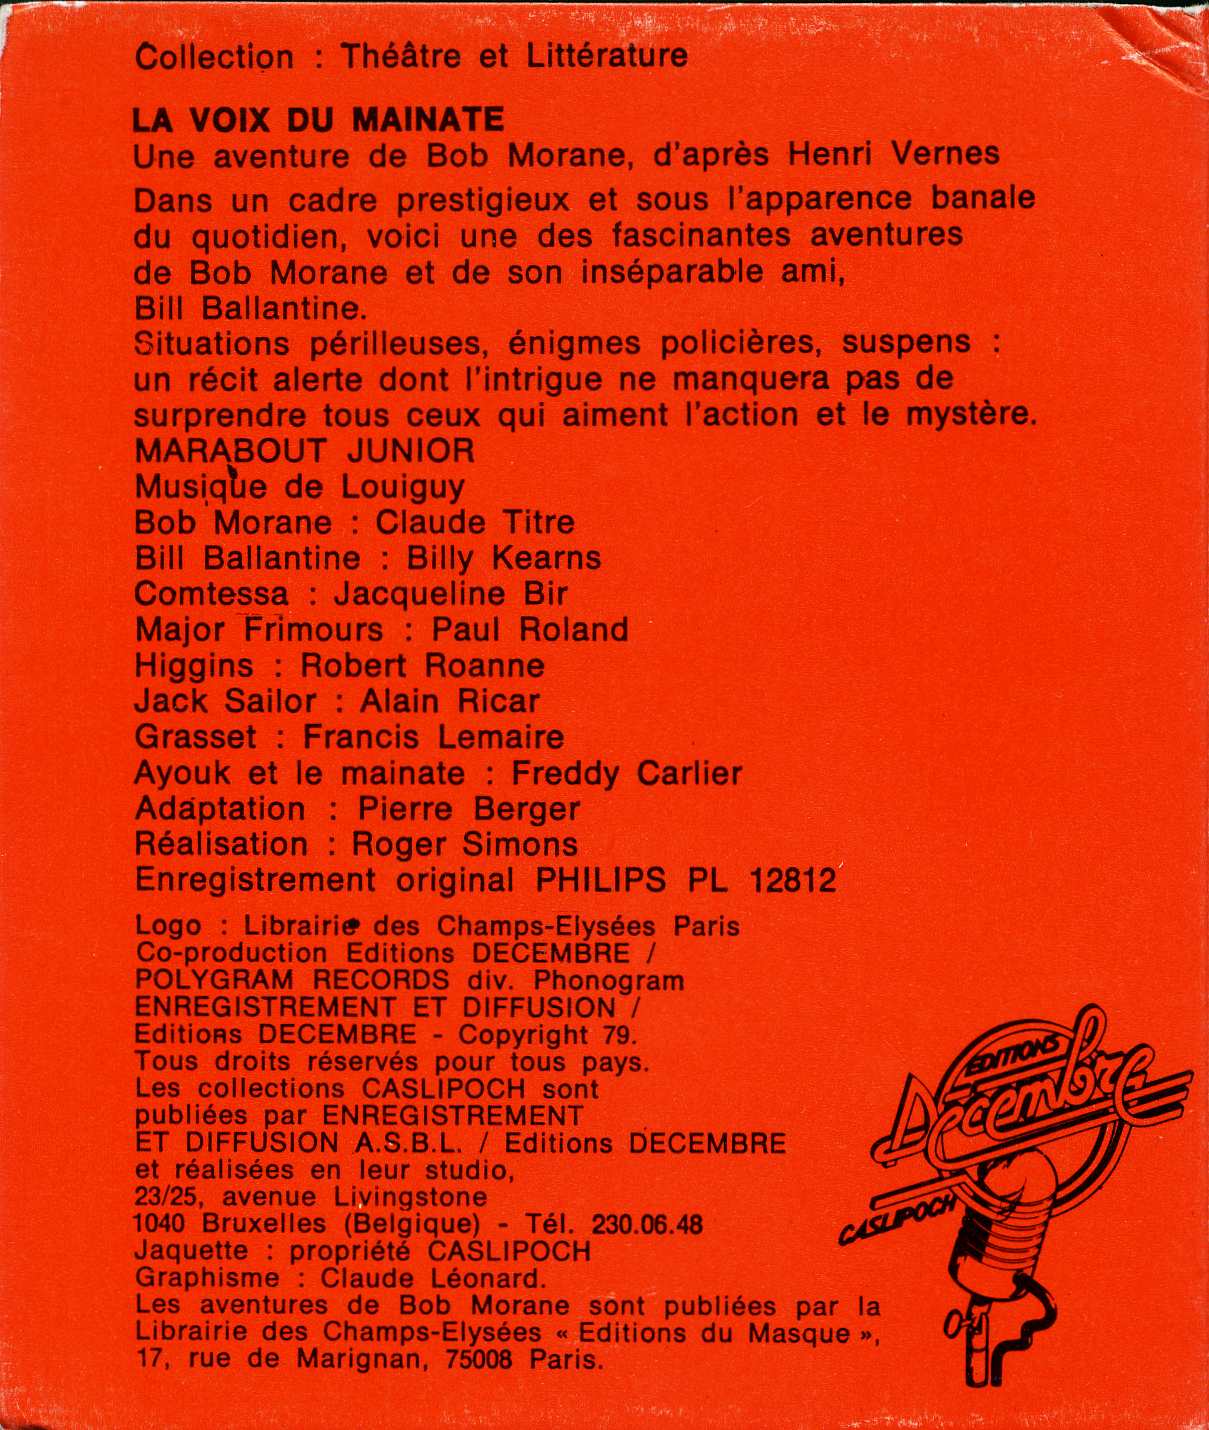 Collection : Théâtre et Littérature
LA VOIX DU MAINATE
Une aventure de Bob Morane, d'après Henri Vernes
Dans un cadre prestigieux et sous l'apparence banale
du quotidien, voici une des fascinantes aventures
de Bob Morane et de son inséparable ami,
Bill Ballantine.
Situations périlleuses, énigmes policières, suspens :
un récit alerte dont l'intrigue ne manquera pas de
surprendre tous ceux qui aiment l'action et le mystère.
MARABOUT JUNIOR
Musique de Louiguy
Bob Morane : Claude Titre
Bill Ballantine : Billy Kearns
Comtessa : Jacqueline Bir
Major Frimours : Paul Roland
Higgins : Robert Roanne
Jack Sailor : Alain Ricar
Grasset : Francis Lemaire
Ayouk et le mainate : Freddy Carlier
Adaptation : Pierre Berger
Réalisation : Roger Simons
Enregistrement original PHILIPS PL 12812
Logo : Librairie des Champs-Elysées Paris
Co-production Editions DECEMBRE /
POLYGRAM RECORDS div. Phonogram
ENREGISTREMENT ET DIFFUSION /
Editions DECEMBRE - Copyright 79.
Tous droits réservés pour tous pays.
Les collections CASLIPOCH sont
publiées par ENREGISTREMENT
ET DIFFUSION A.S.B.L. / Editions DECEMBRE
et réalisées en leur studio,
23/25, avenue Livingstone
1040 Bruxelles (Belgique) - Tél. 230.06.48
Jaquette : propriété CASLIPOCH
Graphisme : Claude Léonard.
Les aventures de Bob Morane sont publiées par la
Librairie des Champs-Elysées « Editions du Masque »,
17, rue de Marignan, 75008 Paris.
EDITIONS
Décembre
CASLIPOCH